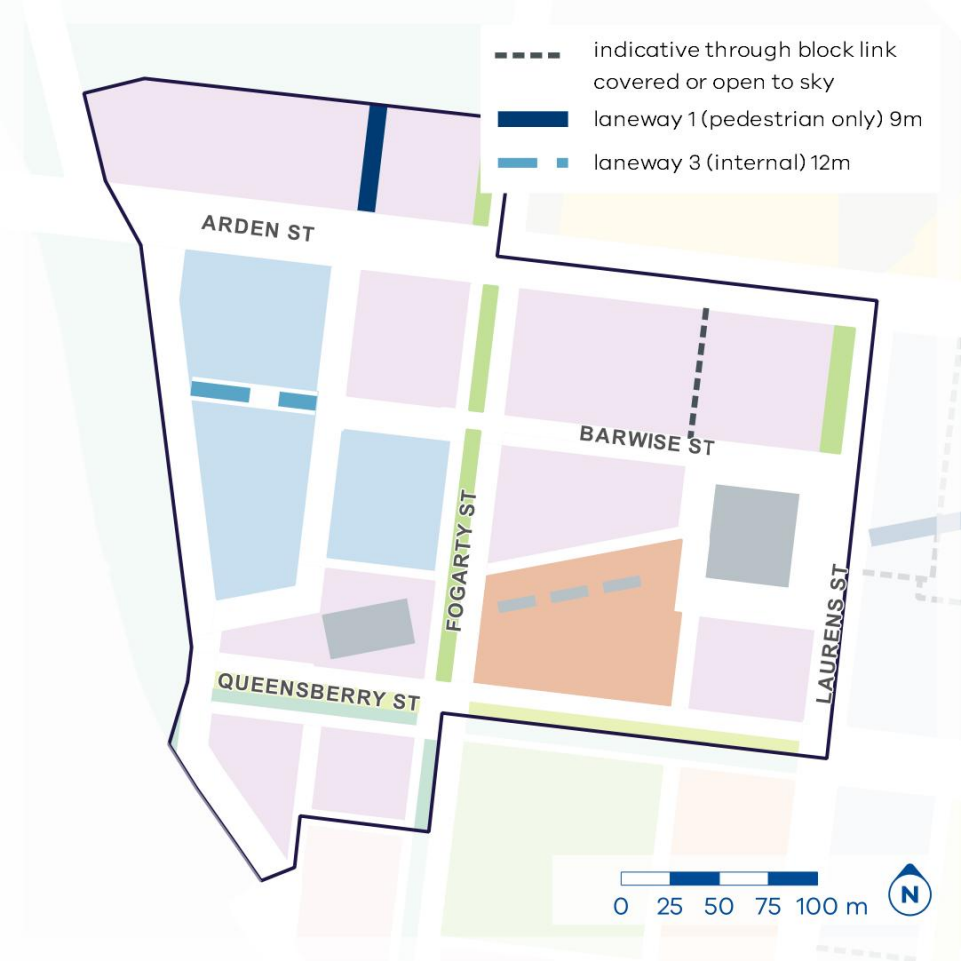 indicative through block link
covered or open to sky
laneway 1 (pedestrian only) 9m
laneway 3 (internal) 12m
ARDEN ST
BARWISE ST
FOGARTY ST
LAURENS ST
QUEENSBERRY ST
0 25 50 75 100 m
N